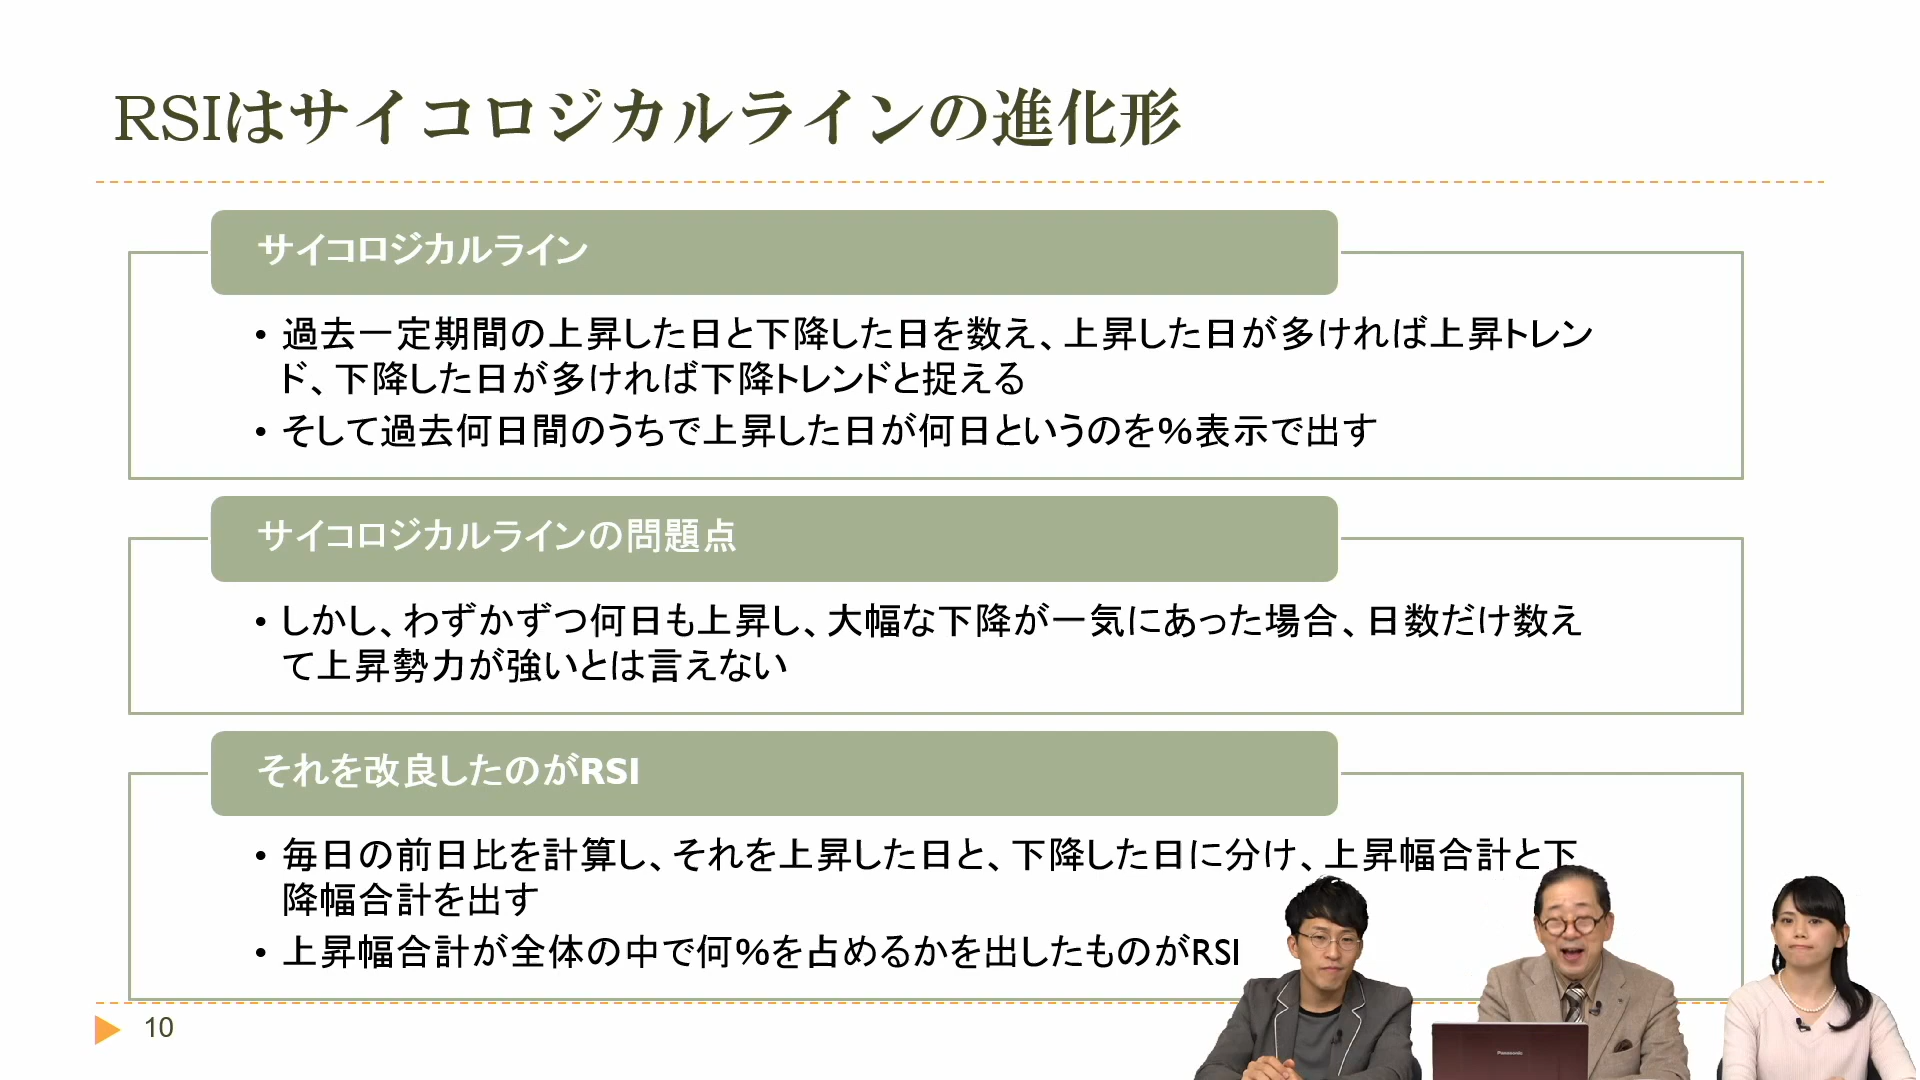 RSIはサイコロジカルラインの進化形
サイコロジカルライン
• 過去一定期間の上昇した日と下降した日を数え、上昇した日が多ければ上昇トレン
ド、下降した日が多ければ下降トレンドと捉える
• そして過去何日間のうちで上昇した日が何日というのを%表示で出す
サイコロジカルラインの問題点
• しかし、わずかずつ何日も上昇し、大幅な下降が一気にあった場合、日数だけ数え
て上昇勢力が強いとは言えない
それを改良したのがRSI
• 毎日の前日比を計算し、それを上昇した日と、下降した日に分け、上昇幅合計と下
降幅合計を出す
• 上昇幅合計が全体の中で何%を占めるかを出したものがRSI
10
Panasonic